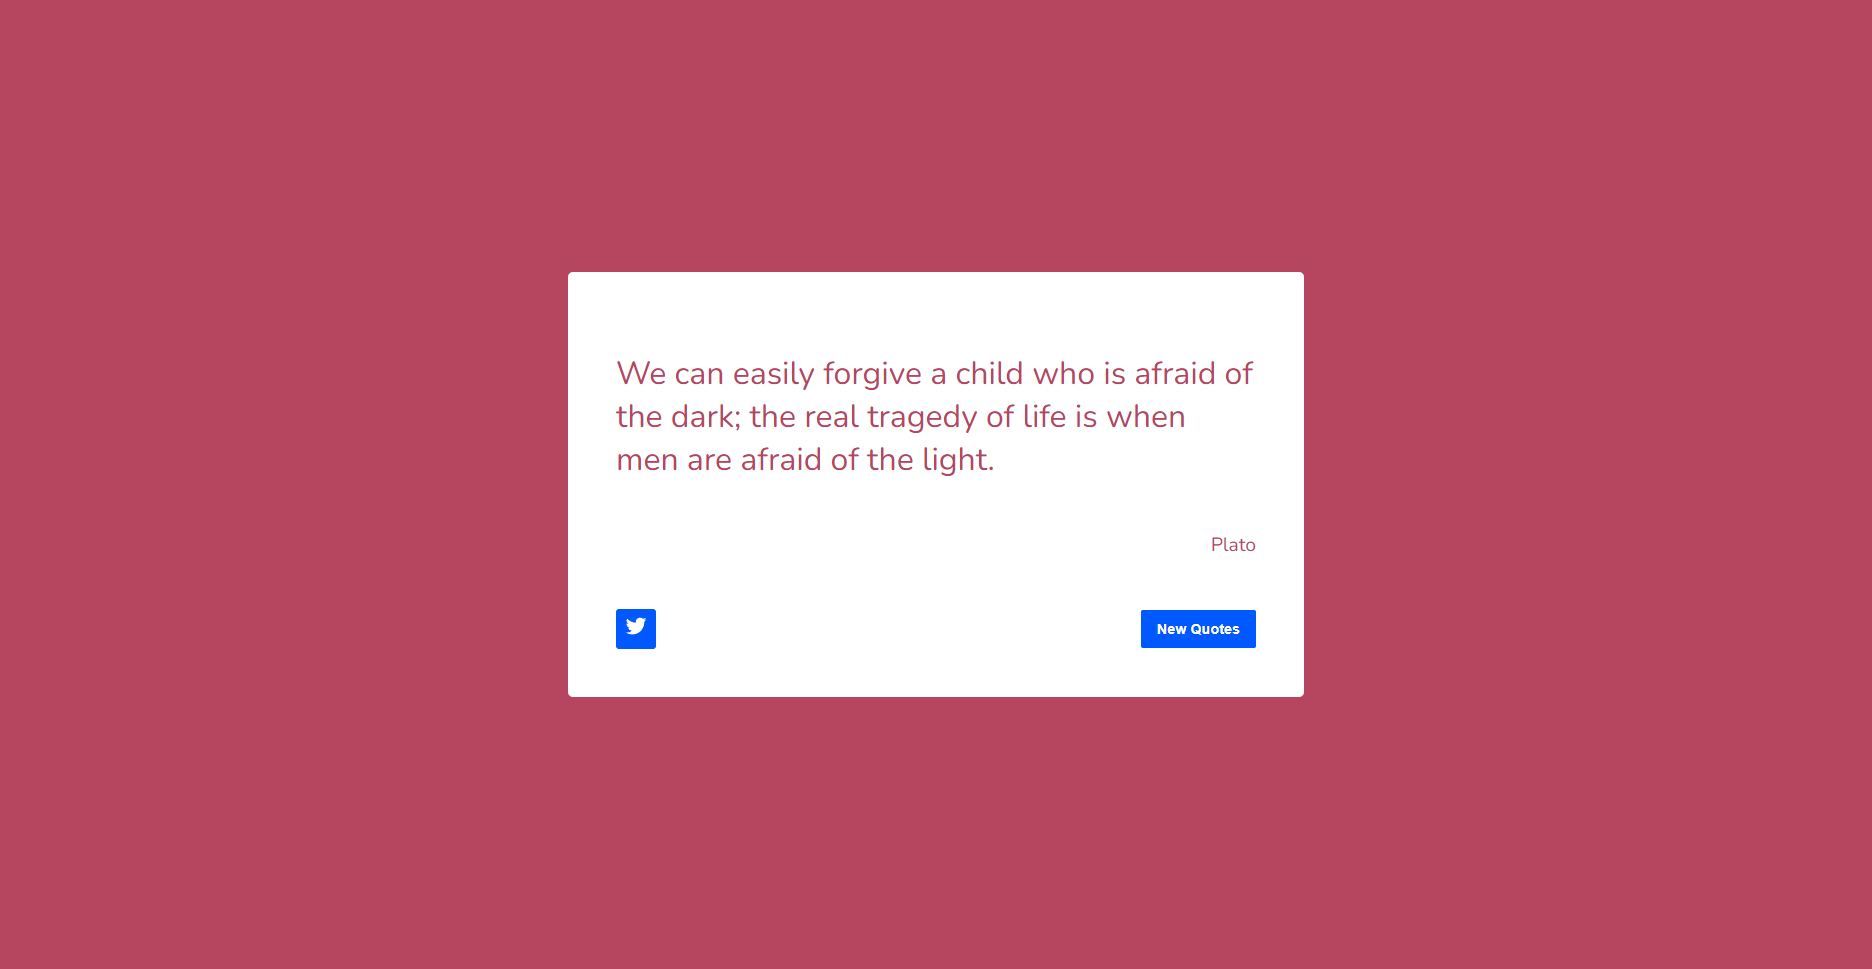 We can easily forgive a child who is afraid of
the dark; the real tragedy of life is when
men are afraid of the light.
Plato
New Quotes